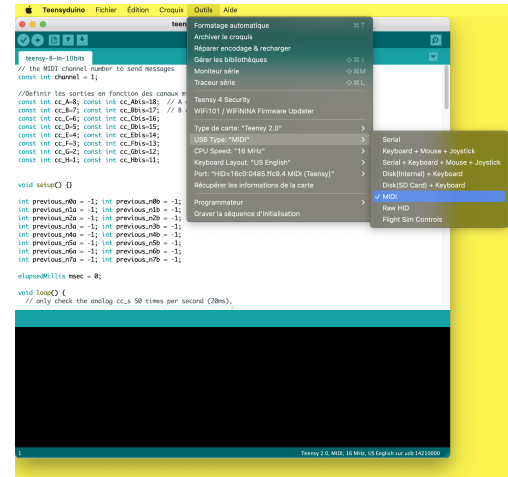 Teensyduino Fichier Édition Croquis Outils Aide
teen
teensy-8-in-10bits
// the MIDI channel number to send messages
const int channel = 1;
//Definir les sorties en fonction des canaux m
const int cc_A=8; const int cc_Abis=18; // A =
const int cc_B=7; const int cc_Bbis=17; // B =
const int cc_C=6; const int cc_Cbis=16;
const int cc_D=5; const int cc_Dbis=15;
const int cc_E=4; const int cc_Ebis=14;
const int cc_F=3; const int cc_Fbis=13;
const int cc_G=2; const int cc_Gbis=12;
const int cc_H=1; const int cc_Hbis=11;
void setup() {}
int previous_n0a = -1; int previous_n0b = -1;
int previous_n1a = -1; int previous_n1b = -1;
int previous_n2a = -1; int previous_n2b = -1;
int previous_n3a = -1; int previous_n3b = -1;
int previous_n4a = -1; int previous_n4b = -1;
int previous_n5a = -1; int previous_n5b = -1;
int previous_n6a = -1; int previous_n6b = -1;
int previous_n7a = -1; int previous_n7b = -1;
elapsedMillis msec = 0;
void loop() {
// only check the analog cc_s 50 times per second (20ms),
Formatage automatique ⌘ T
Archiver le croquis
Réparer encodage & recharger
Gérer les bibliothèques ⇧ ⌘ I
Moniteur série ⇧ ⌘ M
Traceur série ⇧ ⌘ L
Teensy 4 Security
WiFi101 / WiFiNINA Firmware Updater
Type de carte: "Teensy 2.0" >
USB Type: "MIDI" >
CPU Speed: "16 MHz" >
Keyboard Layout: "US English" >
Port: "HID=16c0:0485.ffc9.4 MIDI (Teensy)" >
Récupérer les informations de la carte
Programmateur >
Graver la séquence d'initialisation
Serial
Keyboard + Mouse + Joystick
Serial + Keyboard + Mouse + Joystick
Disk(Internal) + Keyboard
Disk(SD Card) + Keyboard
✓ MIDI
Raw HID
Flight Sim Controls
1
Teensy 2.0, MIDI, 16 MHz, US English sur usb:14210000